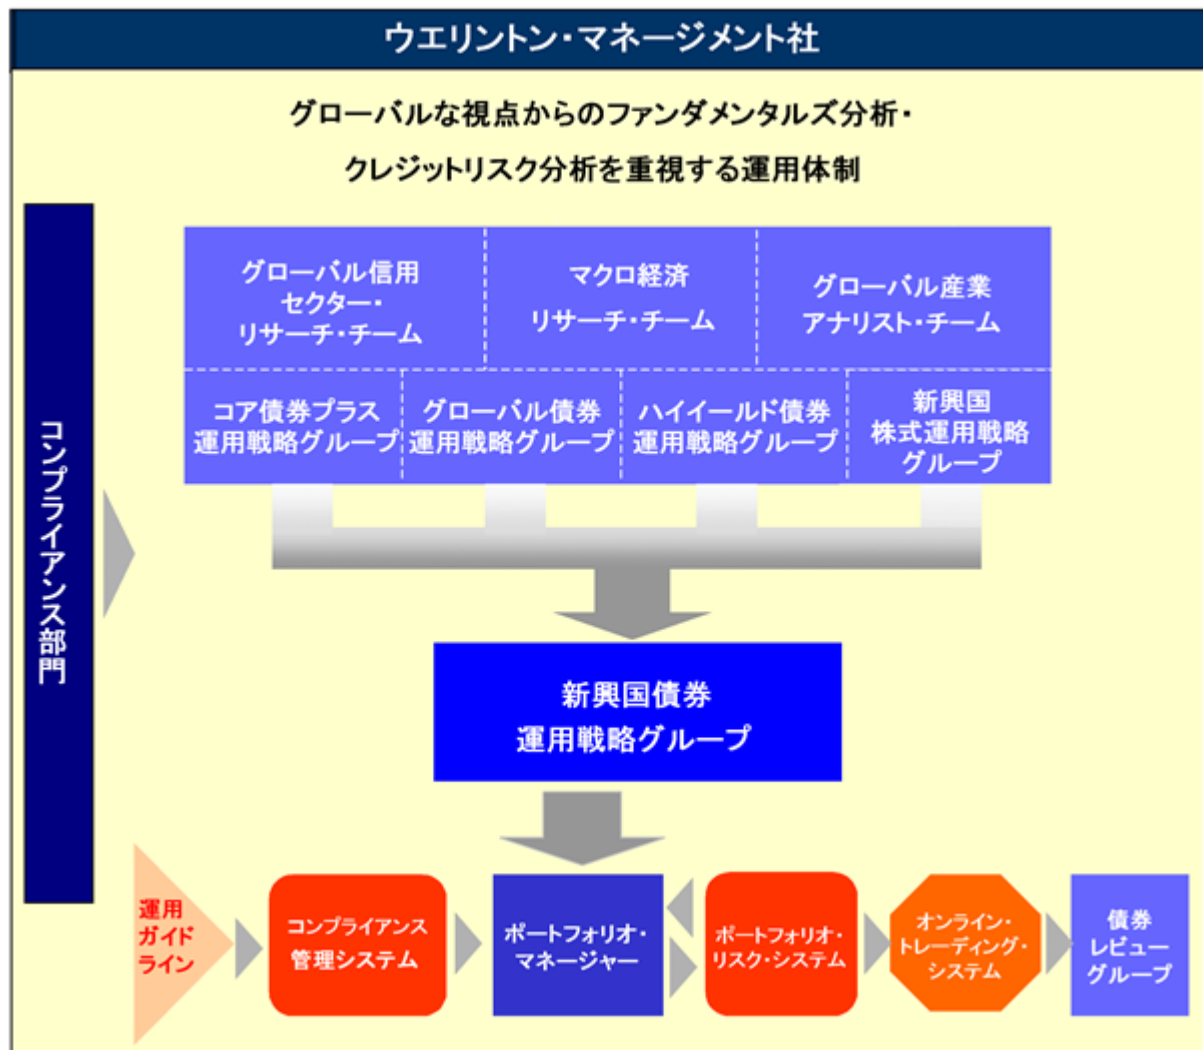 ウエリントン・マネージメント社
グローバルな視点からのファンダメンタルズ分析・
クレジットリスク分析を重視する運用体制
コンプライアンス部門
グローバル信用
セクター・
リサーチ・チーム
マクロ経済
リサーチ・チーム
グローバル産業
アナリスト・チーム
コア債券プラス
運用戦略グループ
グローバル債券
運用戦略グループ
ハイイールド債券
運用戦略グループ
新興国
株式運用戦略
グループ
新興国債券
運用戦略グループ
運用
ガイド
ライン
コンプライアンス
管理システム
ポートフォリオ・
マネージャー
ポートフォリオ・
リスク・システム
オンライン・
トレーディング・
システム
債券
レビュー
グループ